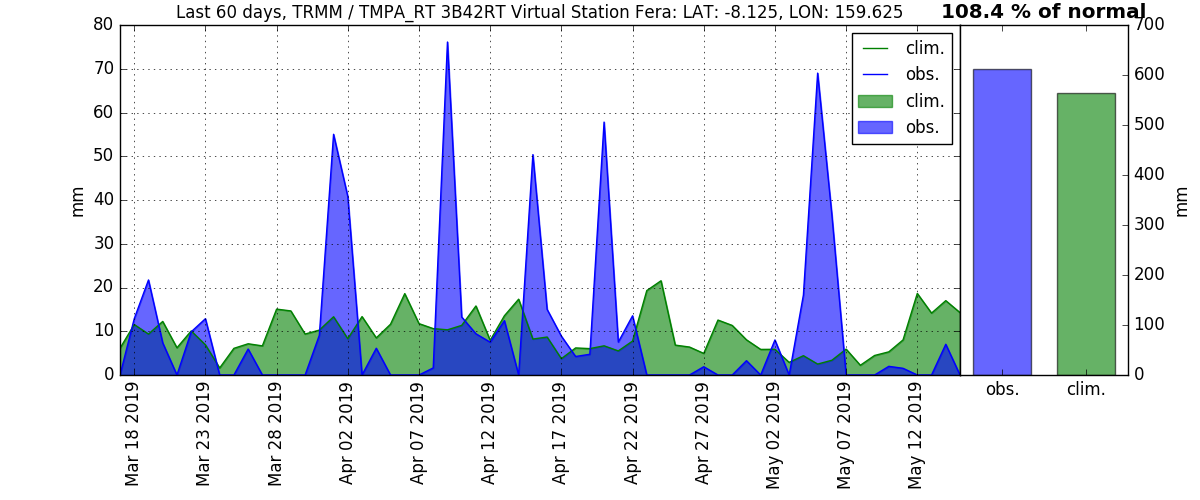 Last 60 days, TRMM / TMPA_RT 3B42RT Virtual Station Fera: LAT: -8.125, LON: 159.625
108.4 % of normal
80
70
60
50
40
30
20
10
0
mm
clim.
obs.
clim.
obs.
Mar 18 2019
Mar 23 2019
Mar 28 2019
Apr 02 2019
Apr 07 2019
Apr 12 2019
Apr 17 2019
Apr 22 2019
Apr 27 2019
May 02 2019
May 07 2019
May 12 2019
700
600
500
400
300
200
100
0
mm
obs.
clim.